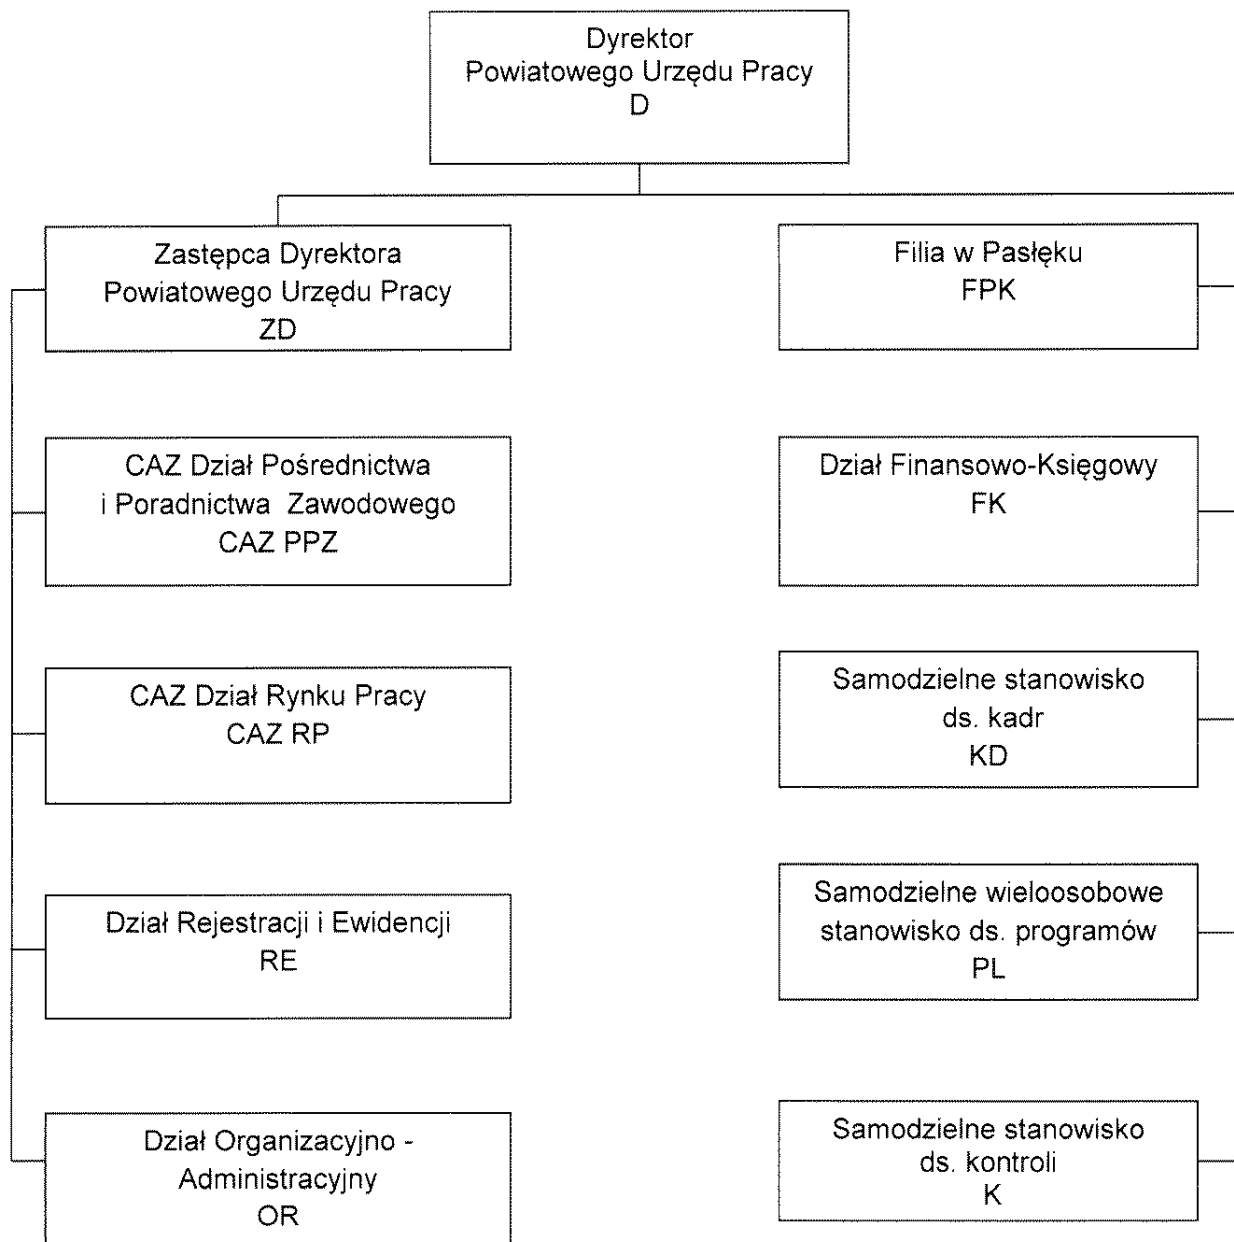 Dyrektor
Powiatowego Urzędu Pracy
D
Zastępca Dyrektora
Powiatowego Urzędu Pracy
ZD
CAZ Dział Pośrednictwa
i Poradnictwa Zawodowego
CAZ PPZ
CAZ Dział Rynku Pracy
CAZ RP
Dział Rejestracji i Ewidencji
RE
Dział Organizacyjno -
Administracyjny
OR
Filia w Pasłęku
FPK
Dział Finansowo-Księgowy
FK
Samodzielne stanowisko
ds. kadr
KD
Samodzielne wieloosobowe
stanowisko ds. programów
PL
Samodzielne stanowisko
ds. kontroli
K